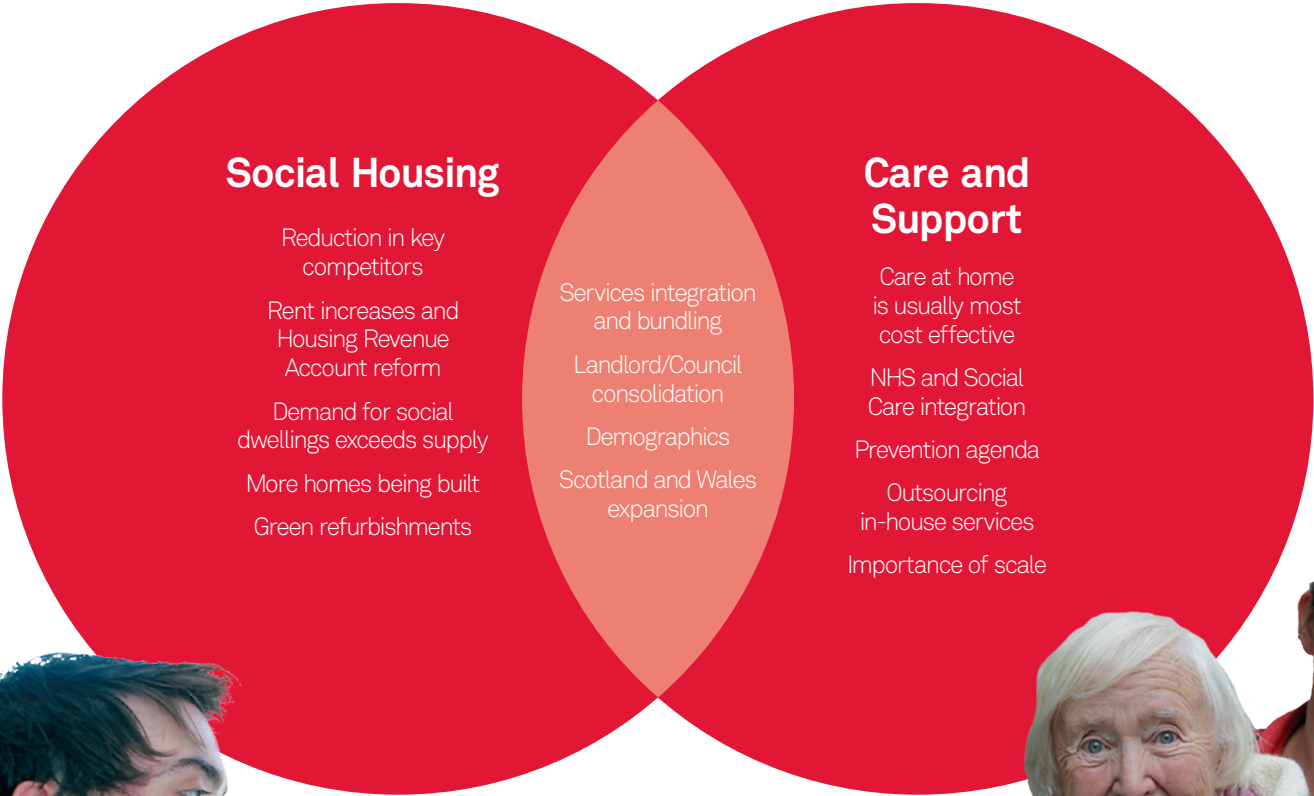 Social Housing
Reduction in key
competitors
Rent increases and
Housing Revenue
Account reform
Demand for social
dwellings exceeds supply
More homes being built
Green refurbishments
Services integration
and bundling
Landlord/Council
consolidation
Demographics
Scotland and Wales
expansion
Care and
Support
Care at home
is usually most
cost effective
NHS and Social
Care integration
Prevention agenda
Outsourcing
in-house services
Importance of scale